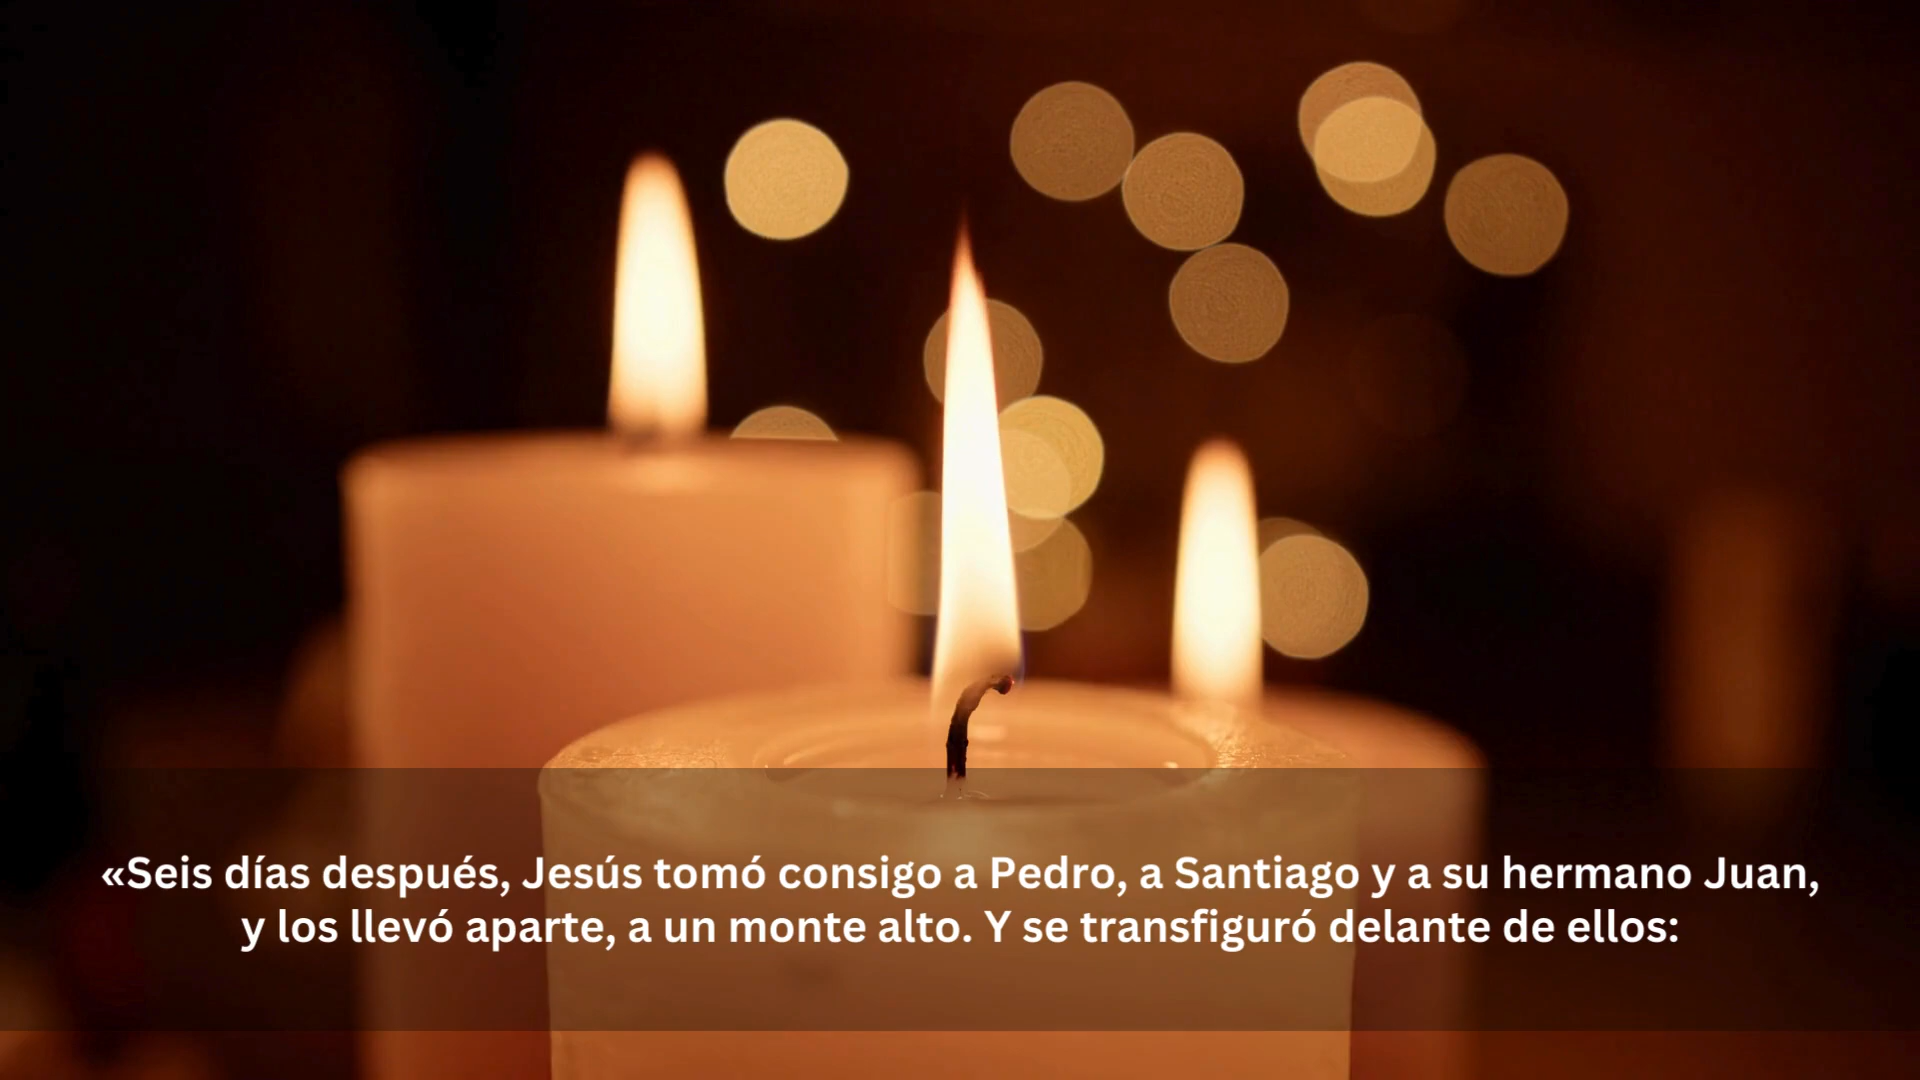 «Seis días después, Jesús tomó consigo a Pedro, a Santiago y a su hermano Juan,
y los llevó aparte, a un monte alto. Y se transfiguró delante de ellos: